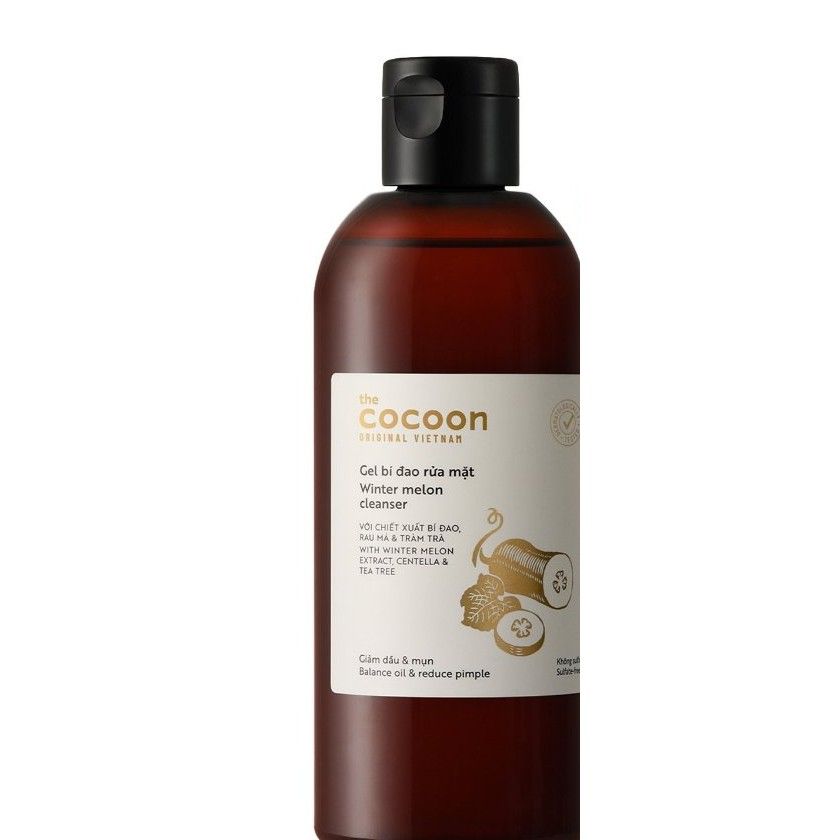 the
cocoon
ORIGINAL VIETNAM
Gel bí đao rửa mặt
Winter melon
cleanser
VỚI CHIẾT XUẤT BÍ ĐAO,
RAU MÁ & TRÀM TRÀ
WITH WINTER MELON
EXTRACT, CENTELLA &
TEA TREE
Giảm dầu & mụn
Balance oil & reduce pimple
Không